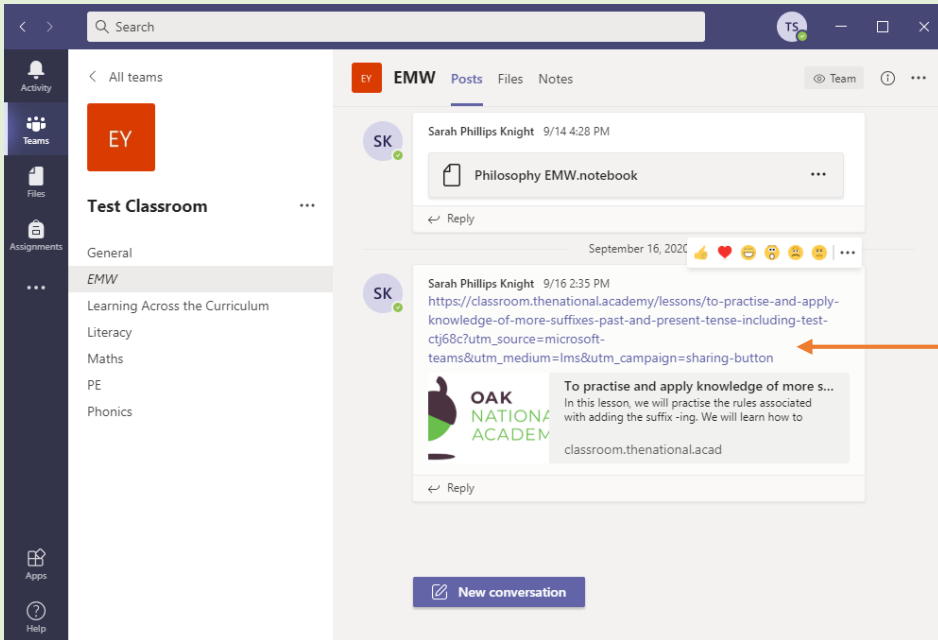 Search
TS
Activity
Teams
Files
Assignments
Apps
Help
All teams
EY
Test Classroom
General
EMW
Learning Across the Curriculum
Literacy
Maths
PE
Phonics
EY
EMW
Posts
Files
Notes
Team
SK
Sarah Phillips Knight 9/14 4:28 PM
Philosophy EMW.notebook
Reply
September 16, 2020
SK
Sarah Phillips Knight 9/16 2:35 PM
https://classroom.thenational.academy/lessons/to-practise-and-apply-
knowledge-of-more-suffixes-past-and-present-tense-including-test-
ctj68c?utm_source=microsoft-
teams&utm_medium=lms&utm_campaign=sharing-button
OAK
NATIONA
ACADEM
To practise and apply knowledge of more s...
In this lesson, we will practise the rules associated
with adding the suffix -ing. We will learn how to
classroom.thenational.acad
Reply
New conversation